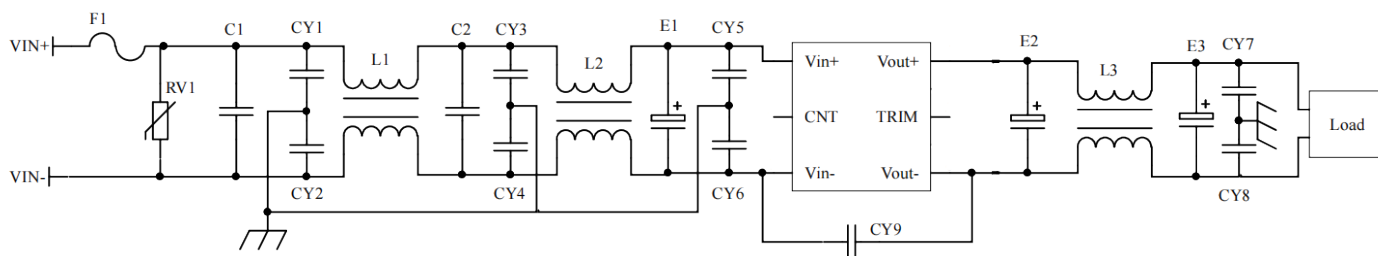 F1
C1
CY1
L1
C2
CY3
L2
E1
CY5
E2
L3
E3
CY7
VIN+
RV1
Vin+
Vout+
+
+
+
CNT
TRIM
Load
VIN-
CY2
CY4
CY6
Vin-
Vout-
CY8
CY9